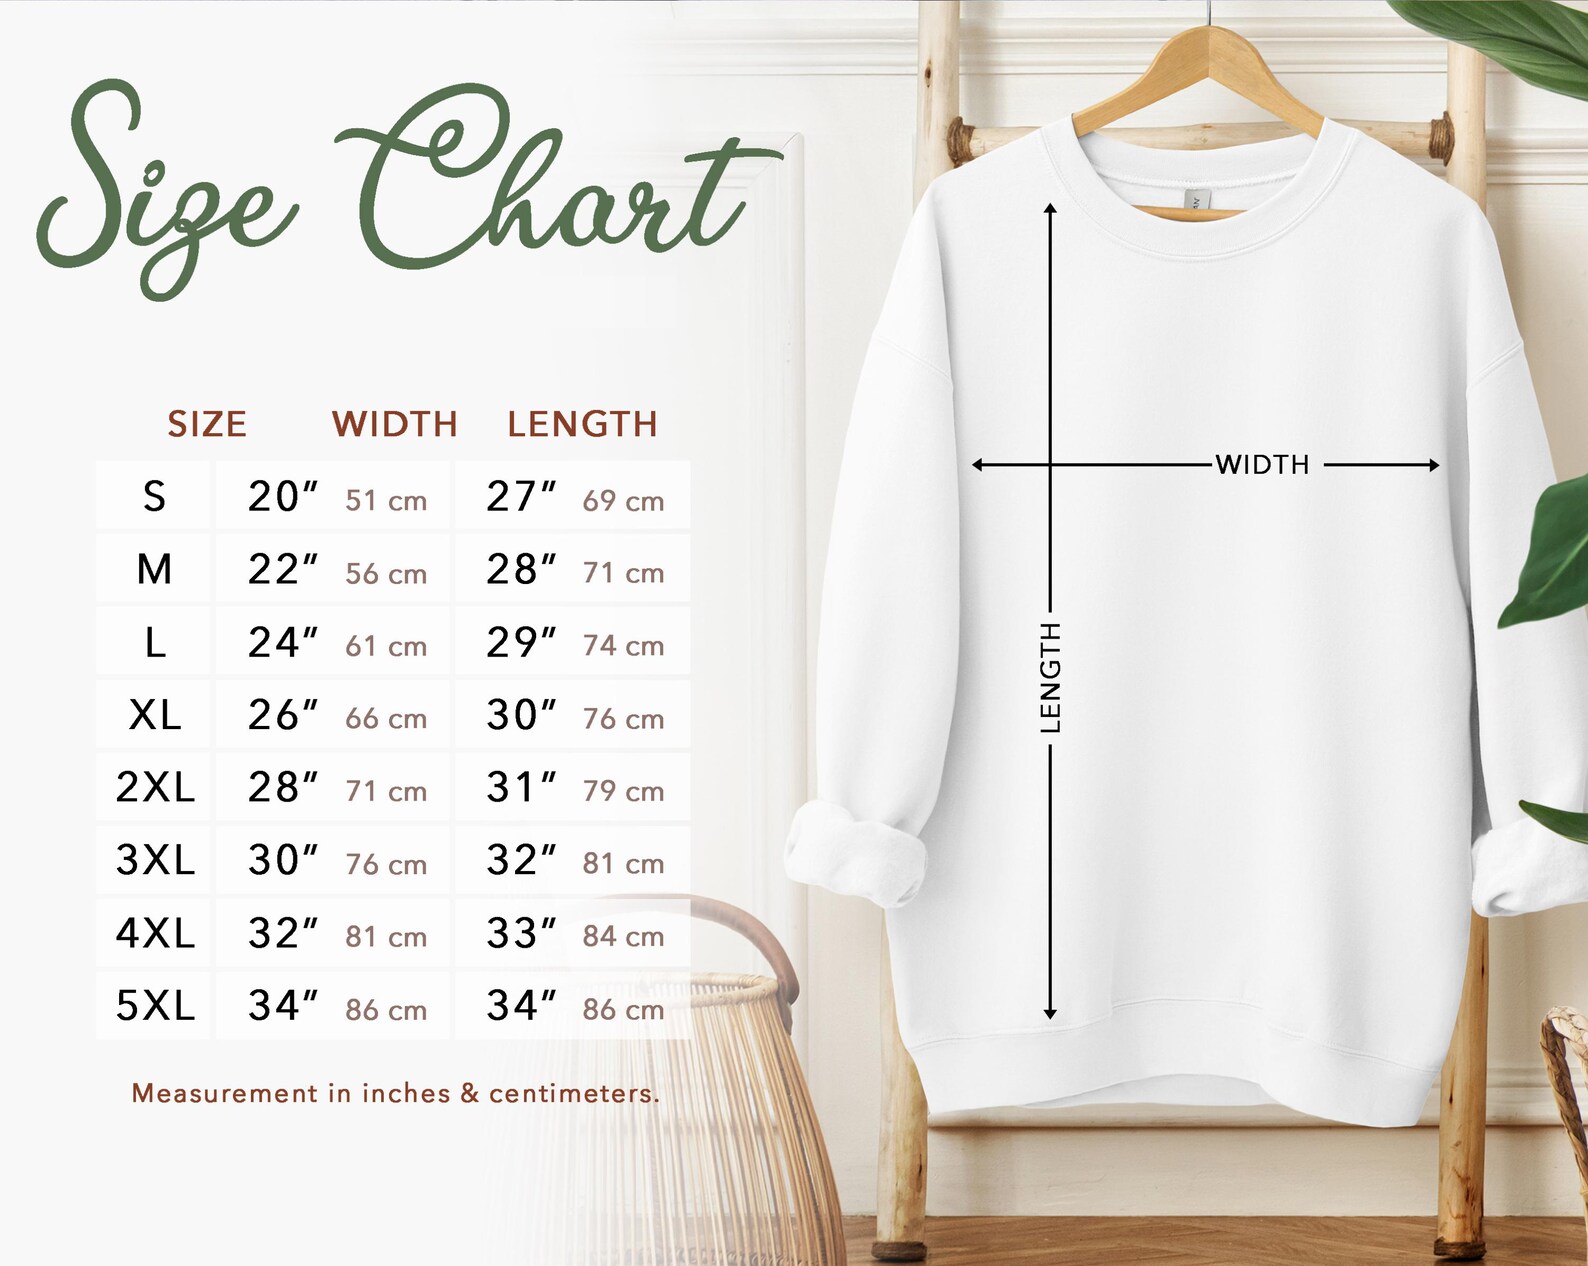 Size Chart
SIZE WIDTH LENGTH
S 20” 51 cm 27” 69 cm
M 22” 56 cm 28” 71 cm
L 24” 61 cm 29” 74 cm
XL 26” 66 cm 30” 76 cm
2XL 28” 71 cm 31” 79 cm
3XL 30” 76 cm 32” 81 cm
4XL 32” 81 cm 33” 84 cm
5XL 34” 86 cm 34” 86 cm
Measurement in inches & centimeters.
WIDTH
LENGTH